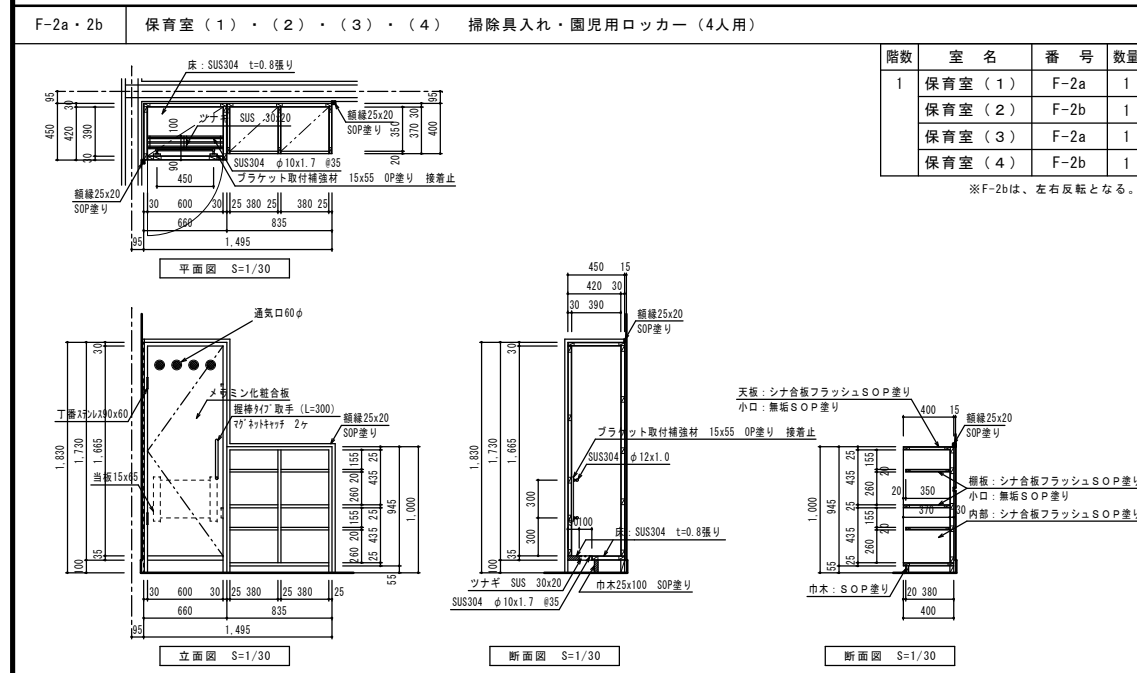 F-2a・2b 保育室（1）・（2）・（3）・（4） 掃除具入れ・園児用ロッカー（4人用）
階数 室 名 番 号 数量
1 保育室（1） F-2a 1
保育室（2） F-2b 1
保育室（3） F-2a 1
保育室（4） F-2b 1
※F-2bは、左右反転となる。
床：SUS304 t=0.8張り
95
30
450 420 390
30
100
ツナギ SUS 30x20
額縁25x20
SOP塗り
95
30
350 370 400
20
90
SUS304 φ10x1.7 @35
ブラケット取付補強材 15x55 OP塗り 接着止
450
額縁25x20
SOP塗り
30 600 30 25 380 25 380 25
660 835
95 1,495
平面図 S=1/30
通気口60φ
メラミン化粧合板
握棒ﾀｲﾌﾟ取手（L=300）
ﾏｸﾞﾈｯﾄｷｬｯﾁ 2ヶ
額縁25x20
SOP塗り
丁番ｽﾃﾝﾚｽ90x60
当板15x65
30
1,830 1,730 1,665
35
100
155 25
20 435
260
155 25
20 435
260 25
945 1,000
55
30 600 30 25 380 25 380 25
660 835
95 1,495
立面図 S=1/30
450 15
420 30
30 390
額縁25x20
SOP塗り
30
1,830 1,730 1,665
35
100
ブラケット取付補強材 15x55 OP塗り 接着止
SUS304 φ12x1.0
300
300
90100
床：SUS304 t=0.8張り
ツナギ SUS 30x20
巾木25x100 SOP塗り
SUS304 φ10x1.7 @35
断面図 S=1/30
天板：シナ合板フラッシュSOP塗り
小口：無垢SOP塗り
400 15
額縁25x20
SOP塗り
棚板：シナ合板フラッシュSOP塗り
小口：無垢SOP塗り
内部：シナ合板フラッシュSOP塗り
20 350
370 30
1,000 945
25 155
435 20
260
25 155
435 20
25 260
55
巾木：SOP塗り
20 380
400
断面図 S=1/30